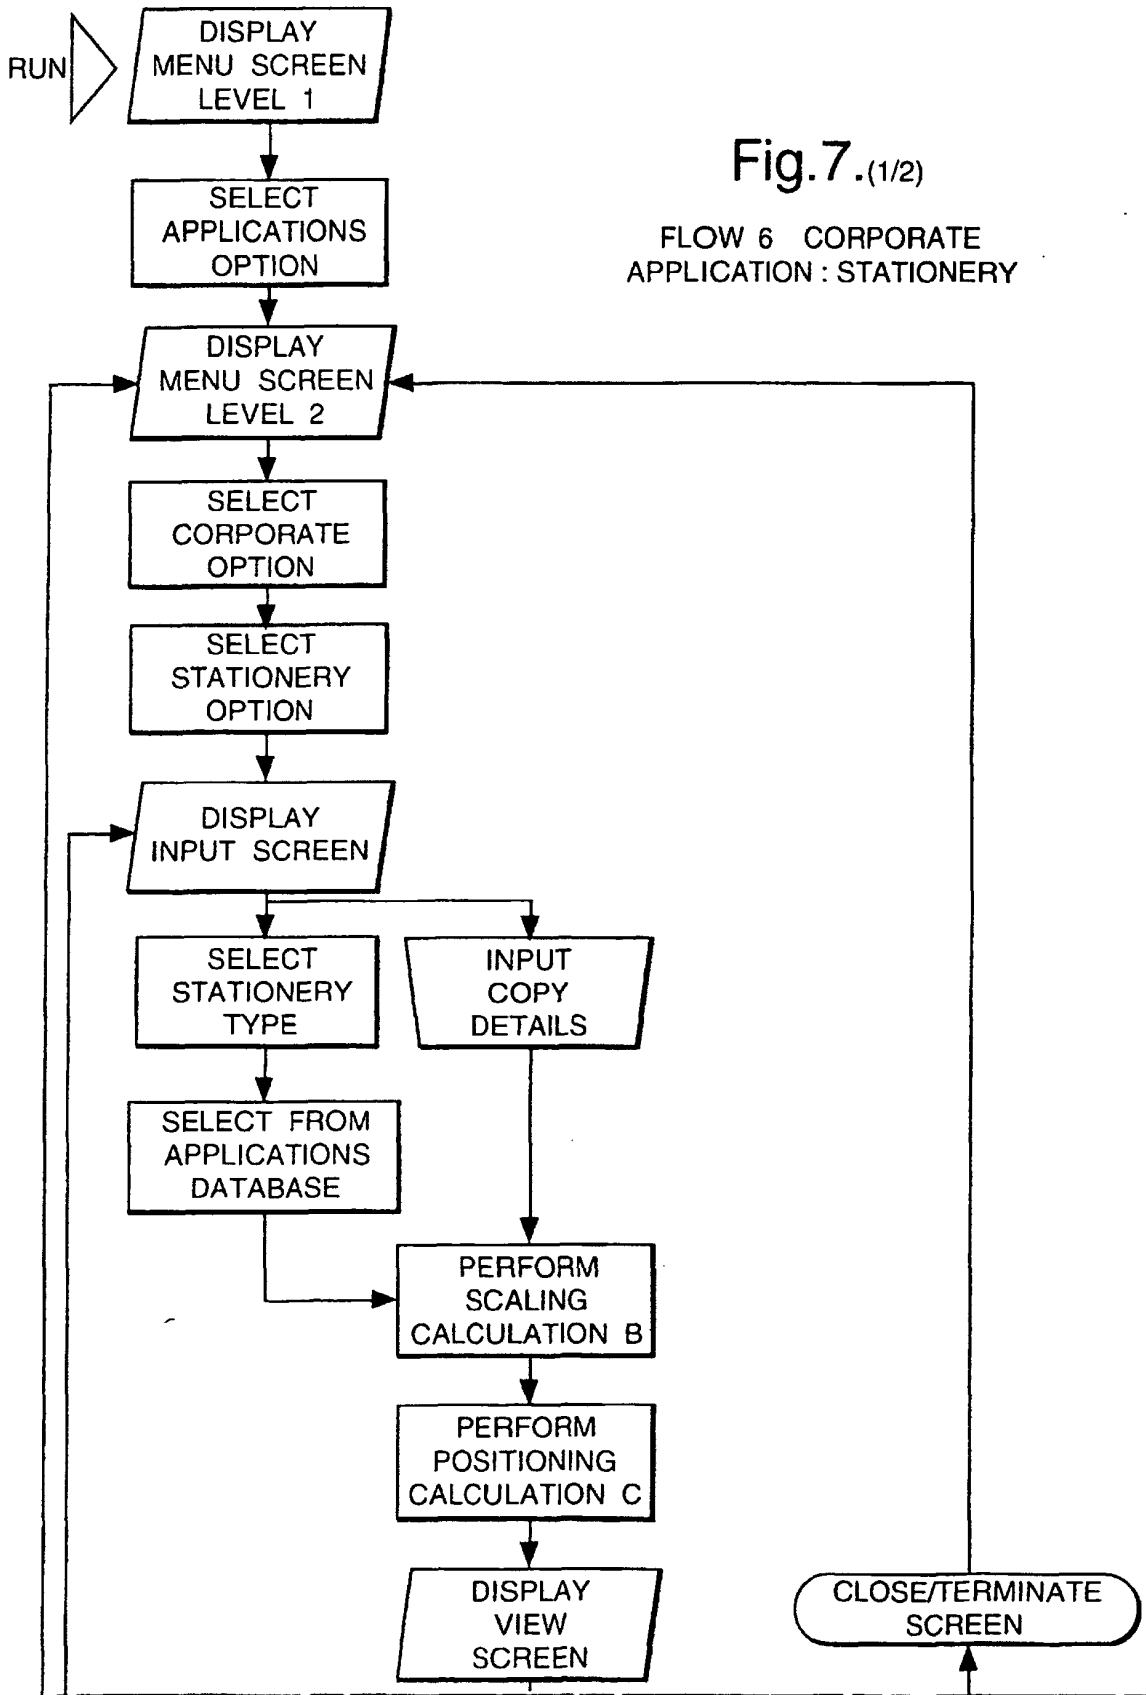 RUN
DISPLAY
MENU SCREEN
LEVEL 1
Fig.7.(1/2)
FLOW 6 CORPORATE
APPLICATION : STATIONERY
SELECT
APPLICATIONS
OPTION
DISPLAY
MENU SCREEN
LEVEL 2
SELECT
CORPORATE
OPTION
SELECT
STATIONERY
OPTION
DISPLAY
INPUT SCREEN
SELECT
STATIONERY
TYPE
INPUT
COPY
DETAILS
SELECT FROM
APPLICATIONS
DATABASE
PERFORM
SCALING
CALCULATION B
PERFORM
POSITIONING
CALCULATION C
DISPLAY
VIEW
SCREEN
CLOSE/TERMINATE
SCREEN